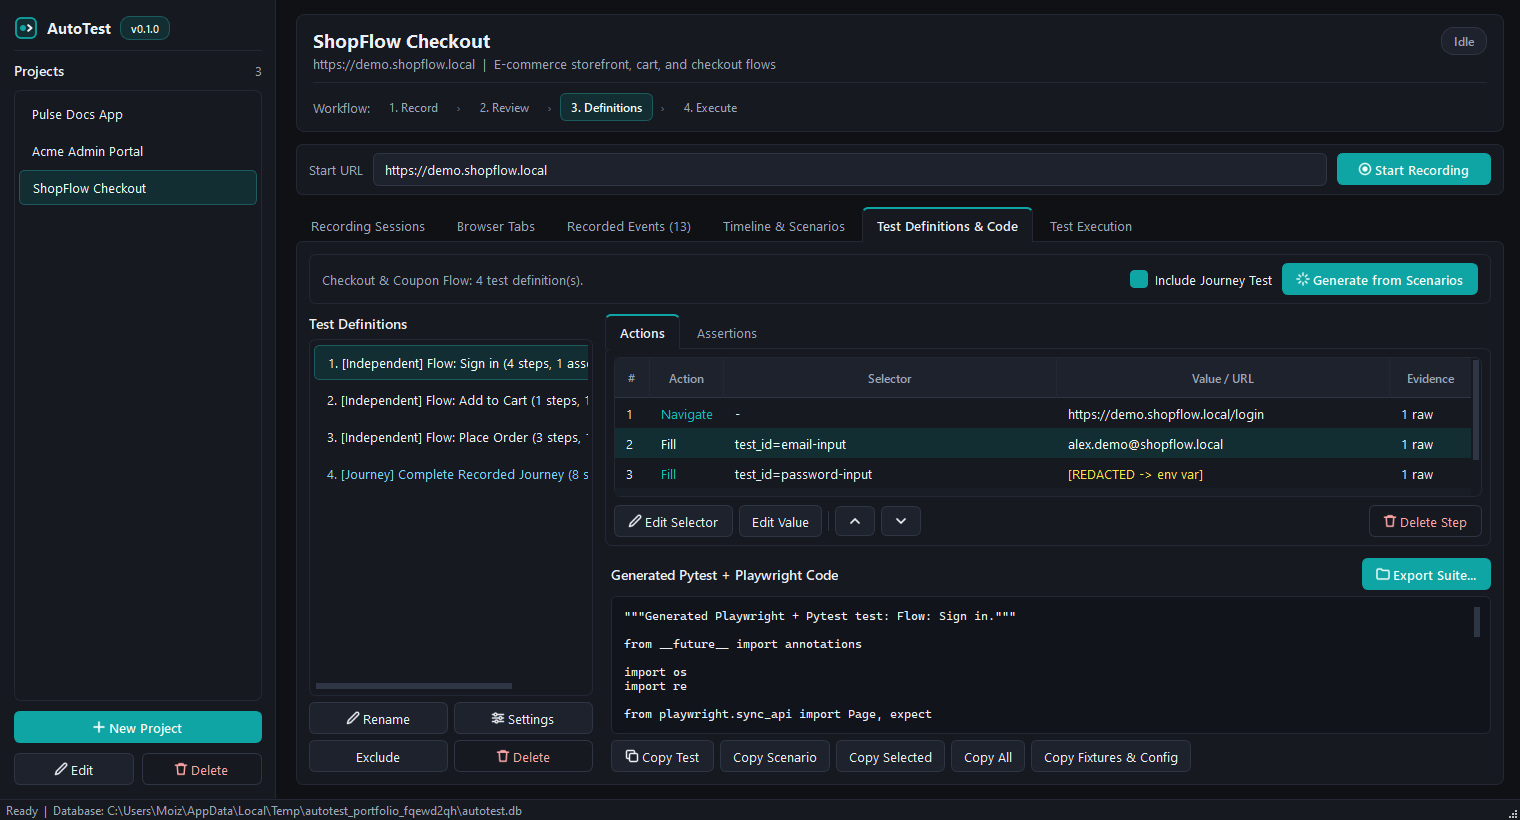 AutoTest v0.1.0
Projects 3
Pulse Docs App
Acme Admin Portal
ShopFlow Checkout
+ New Project
Edit Delete
ShopFlow Checkout
Idle
https://demo.shopflow.local | E-commerce storefront, cart, and checkout flows
Workflow: 1. Record › 2. Review › 3. Definitions › 4. Execute
Start URL https://demo.shopflow.local Start Recording
Recording Sessions Browser Tabs Recorded Events (13) Timeline & Scenarios Test Definitions & Code Test Execution
Checkout & Coupon Flow: 4 test definition(s). Include Journey Test Generate from Scenarios
Test Definitions
1. [Independent] Flow: Sign in (4 steps, 1 asse
2. [Independent] Flow: Add to Cart (1 steps, 1
3. [Independent] Flow: Place Order (3 steps, 1
4. [Journey] Complete Recorded Journey (8 s
Rename Settings
Exclude Delete
Actions Assertions
# Action Selector Value / URL Evidence
1 Navigate - https://demo.shopflow.local/login 1 raw
2 Fill test_id=email-input alex.demo@shopflow.local 1 raw
3 Fill test_id=password-input [REDACTED -> env var] 1 raw
Edit Selector Edit Value Delete Step
Generated Pytest + Playwright Code Export Suite...
"""Generated Playwright + Pytest test: Flow: Sign in."""
from __future__ import annotations
import os
import re
from playwright.sync_api import Page, expect
Copy Test Copy Scenario Copy Selected Copy All Copy Fixtures & Config
Ready | Database: C:\Users\Moiz\AppData\Local\Temp\autotest_portfolio_fqewd2qh\autotest.db